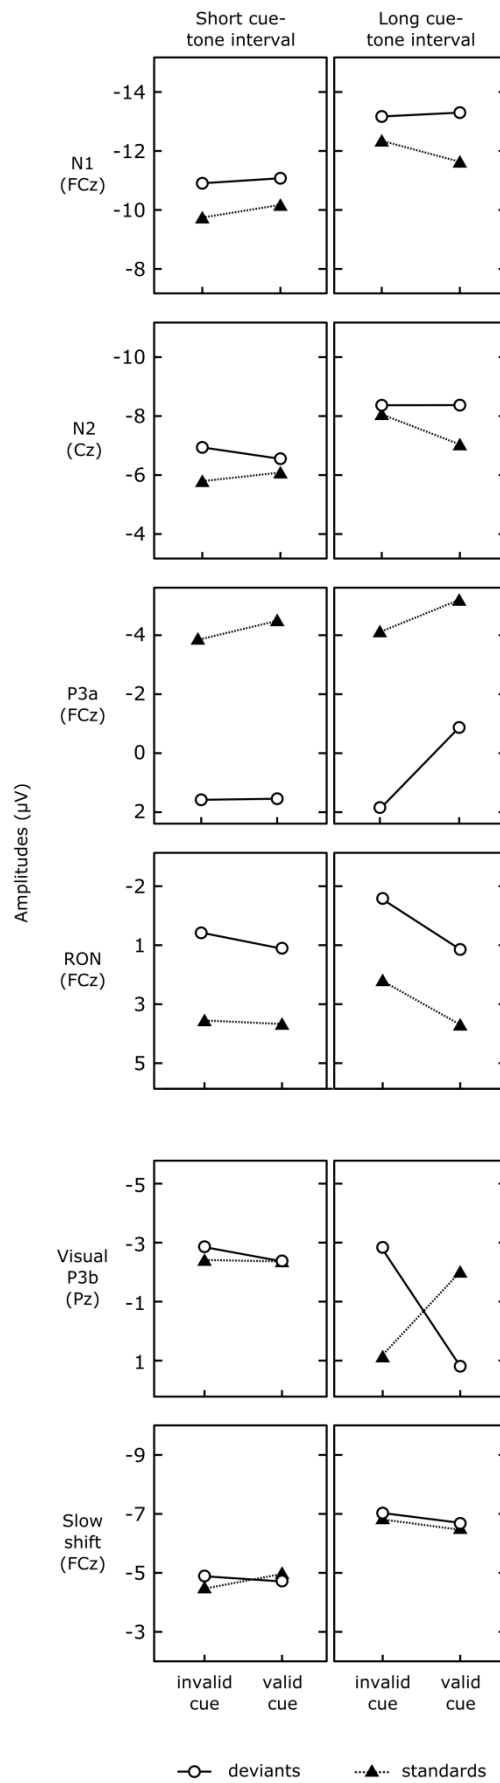 Short cue-
tone interval
Long cue-
tone interval
N1
(FCz)
-14
-12
-10
-8
N2
(Cz)
-10
-8
-6
-4
P3a
(FCz)
-4
-2
0
2
Amplitudes (μV)
RON
(FCz)
-2
1
3
5
Visual
P3b
(Pz)
-5
-3
-1
1
Slow
shift
(FCz)
-9
-7
-5
-3
invalid
cue
valid
cue
invalid
cue
valid
cue
deviants
standards